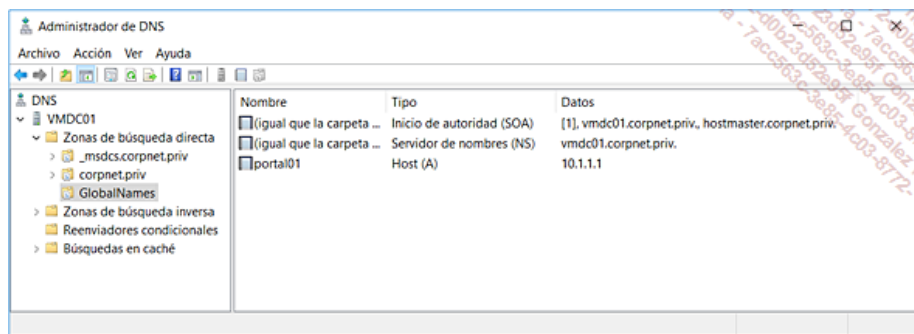 Administrador de DNS
Archivo Acción Ver Ayuda
DNS
VMDC01
Zonas de búsqueda directa
_msdcs.corpnet.priv
corpnet.priv
GlobalNames
Zonas de búsqueda inversa
Reenviadores condicionales
Búsquedas en caché
Nombre Tipo Datos
(igual que la carpeta ... Inicio de autoridad (SOA) [1], vmdc01.corpnet.priv., hostmaster.corpnet.priv.
(igual que la carpeta ... Servidor de nombres (NS) vmdc01.corpnet.priv.
portal01 Host (A) 10.1.1.1